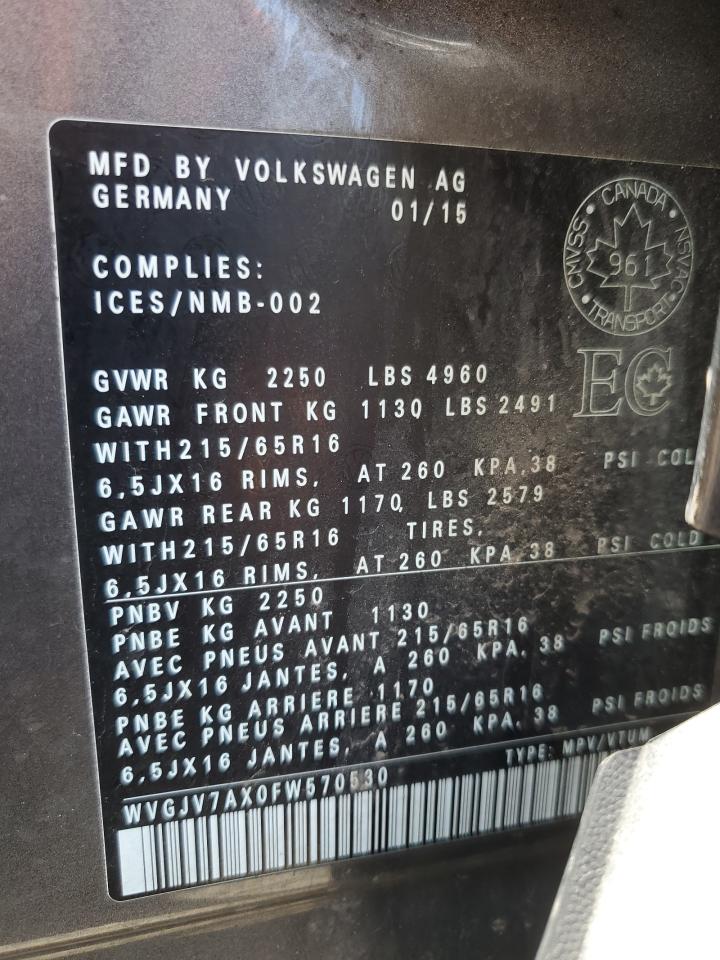 MFD BY VOLKSWAGEN AG
GERMANY 01/15
CANADA
CMVSS NSVAC
961
TRANSPORT
COMPLIES:
ICES/NMB-002
EC
GVWR KG 2250 LBS 4960
GAWR FRONT KG 1130 LBS 2491
WITH215/65R16
6,5JX16 RIMS, AT 260 KPA,38 PSI COL
GAWR REAR KG 1170, LBS 2579
WITH215/65R16 TIRES,
6,5JX16 RIMS, AT 260 KPA,38 PSI COLD
PNBV KG 2250
PNBE KG AVANT 1130
AVEC PNEUS AVANT 215/65R16
6,5JX16 JANTES, A 260 KPA, 38 PSI FROIDS
PNBE KG ARRIERE 1170
AVEC PNEUS ARRIERE 215/65R16
6,5JX16 JANTES, A 260 KPA, 38 PSI FROIDS
WVGJV7AX0FW570530 TYPE: MPV/VTUM